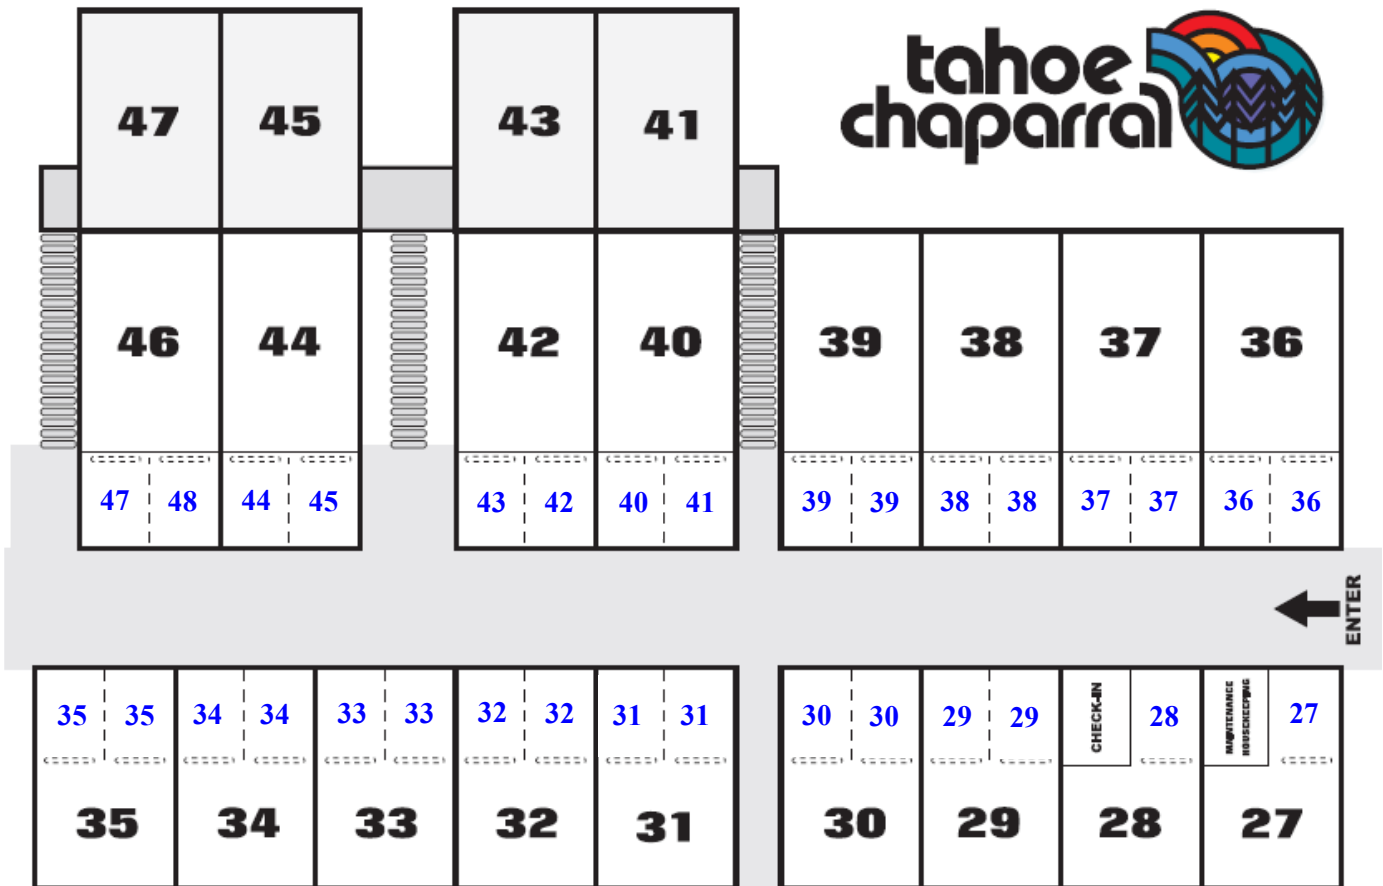 tahoe
chaparral
47 45 43 41
46 44 42 40 39 38 37 36
47 48 44 45 43 42 40 41 39 39 38 38 37 37 36 36
ENTER
35 35 34 34 33 33 32 32 31 31 30 30 29 29 CHECK-IN 28 MAINTENANCE
HOUSEKEEPING 27
35 34 33 32 31 30 29 28 27